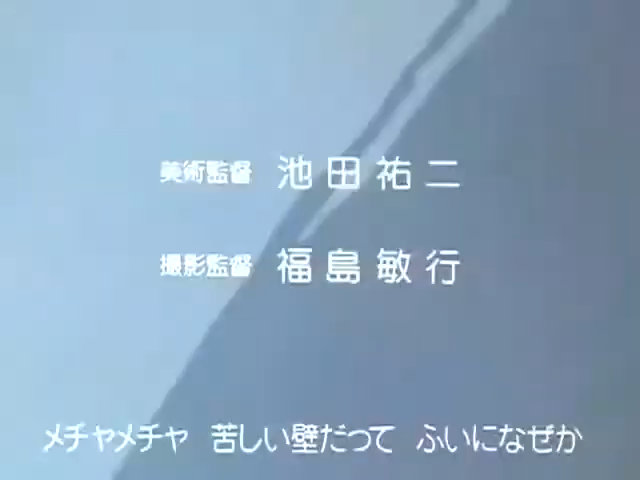 美術監督 池田祐二
撮影監督 福島敏行
メチャメチャ 苦しい壁だって ふいになぜか